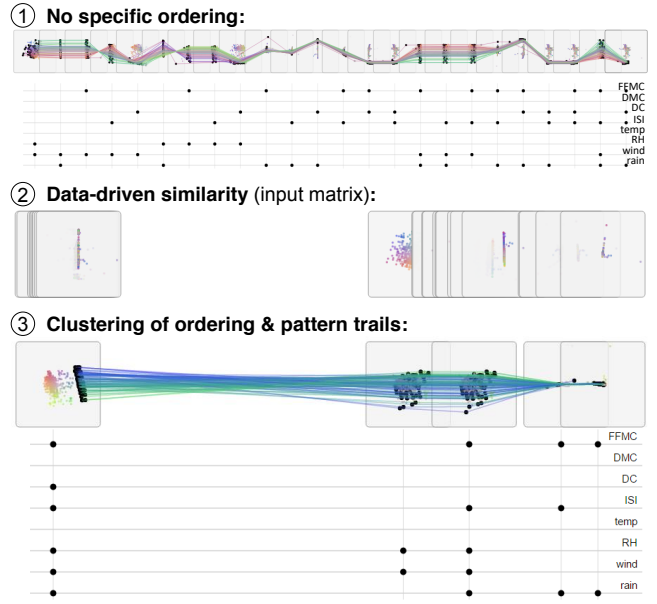 ① No specific ordering:
FFMC
DMC
DC
ISI
temp
RH
wind
rain
② Data-driven similarity (input matrix):
③ Clustering of ordering & pattern trails:
FFMC
DMC
DC
ISI
temp
RH
wind
rain